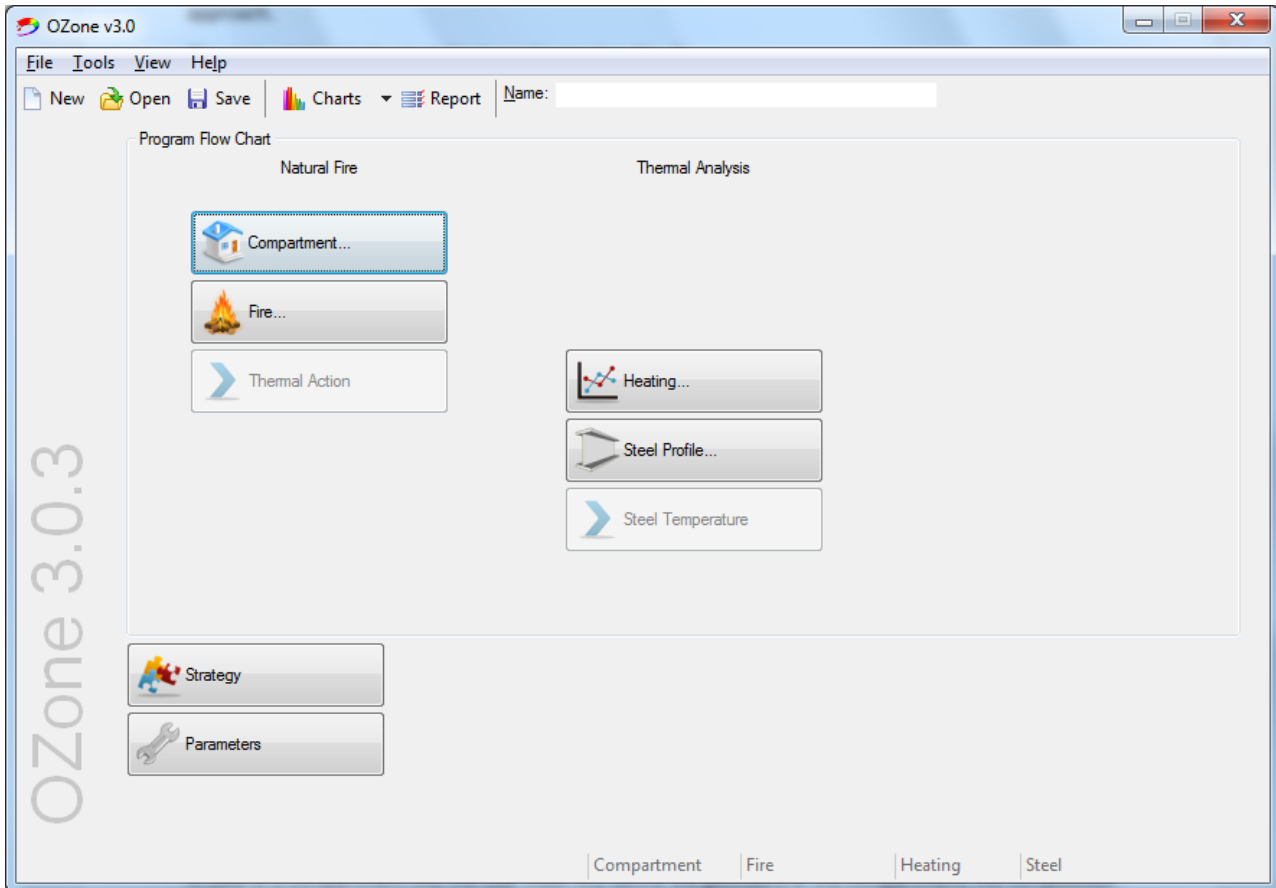 OZone v3.0
File Tools View Help
New Open Save Charts Report Name:
Program Flow Chart
Natural Fire Thermal Analysis
Compartment...
Fire...
Thermal Action
Heating...
Steel Profile...
Steel Temperature
OZone 3.0.3
Strategy
Parameters
Compartment Fire Heating Steel